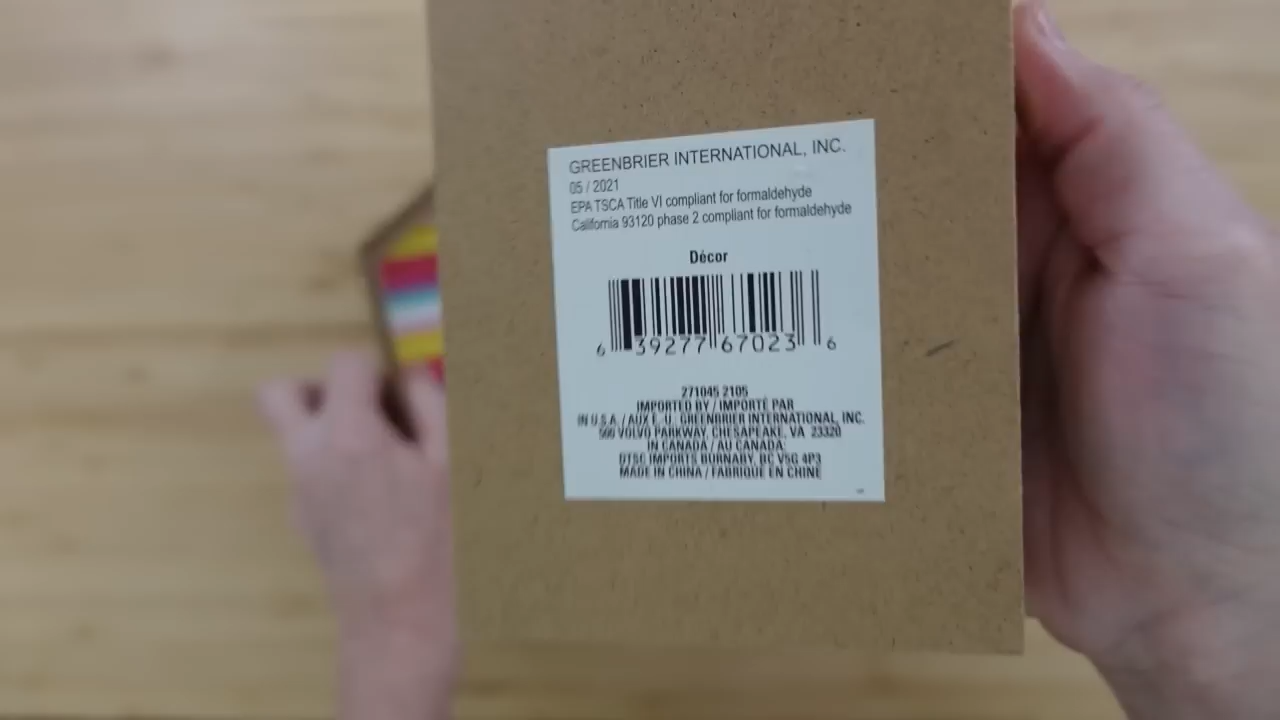 GREENBRIER INTERNATIONAL, INC.
05 / 2021
EPA TSCA Title VI compliant for formaldehyde
California 93120 phase 2 compliant for formaldehyde
Décor
6 39277 67023 6
271045 2105
IMPORTED BY / IMPORTÉ PAR
IN U.S.A. / AUX É.-U.: GREENBRIER INTERNATIONAL, INC.
500 VOLVO PARKWAY, CHESAPEAKE, VA 23320
IN CANADA / AU CANADA:
DTSC IMPORTS BURNABY, BC V5G 4P3
MADE IN CHINA / FABRIQUÉ EN CHINE